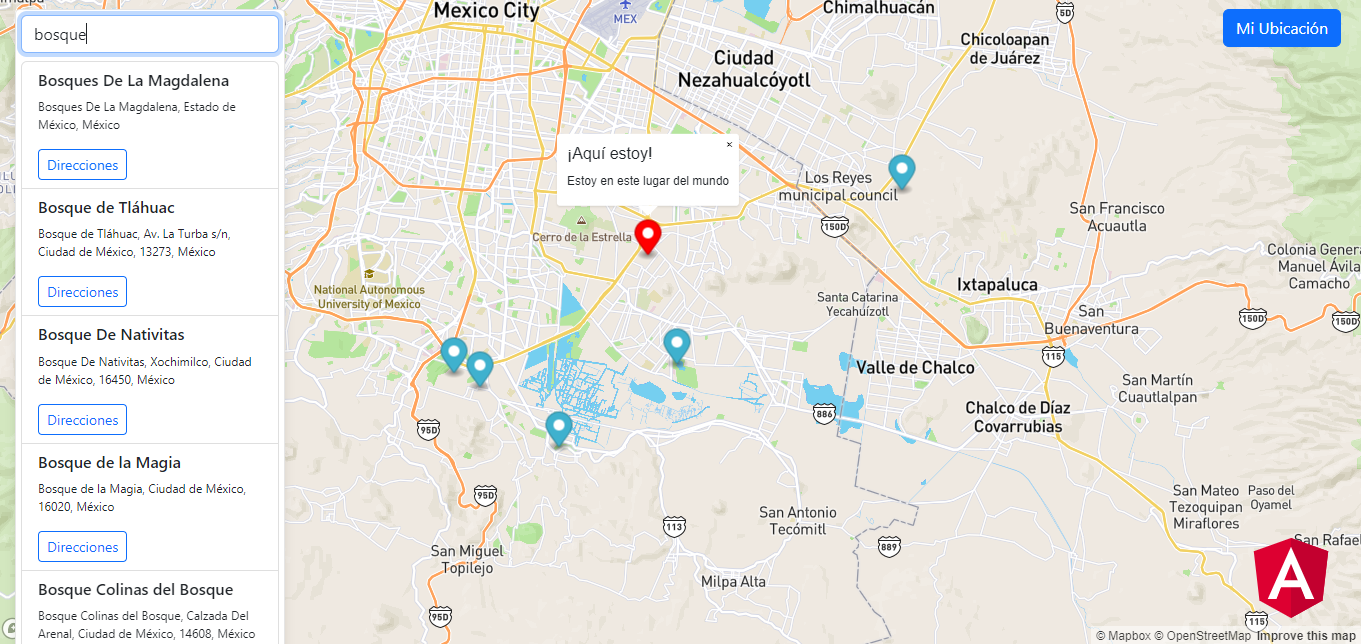 bosque
Bosques De La Magdalena
Bosques De La Magdalena, Estado de
México, México
Direcciones
Bosque de Tláhuac
Bosque de Tláhuac, Av. La Turba s/n,
Ciudad de México, 13273, México
Direcciones
Bosque De Nativitas
Bosque De Nativitas, Xochimilco, Ciudad
de México, 16450, México
Direcciones
Bosque de la Magia
Bosque de la Magia, Ciudad de México,
16020, México
Direcciones
Bosque Colinas del Bosque
Bosque Colinas del Bosque, Calzada Del
Arenal, Ciudad de México, 14608, México
Mexico City
MEX
Chimalhuacán
5D
Mi Ubicación
Chicoloapan
de Juárez
Ciudad
Nezahualcóyotl
¡Aquí estoy!
×
Estoy en este lugar del mundo
Los Reyes
municipal council
150D
San Francisco
Acuautla
Cerro de la Estrella
Colonia Genera
Manuel Ávila
Camacho
National Autonomous
University of Mexico
Ixtapaluca
Santa Catarina
Yecahuízotl
San
Buenaventura
150D
150D
115
Valle de Chalco
San Martín
Cuautlalpan
886
Chalco de Díaz
Covarrubias
95D
95D
San Mateo
Tezoquipan
Miraflores
Paso del
Oyamel
San Antonio
Tecómitl
113
889
San Rafael
San Miguel
Topilejo
Milpa Alta
A
95D
115
© Mapbox © OpenStreetMap Improve this map